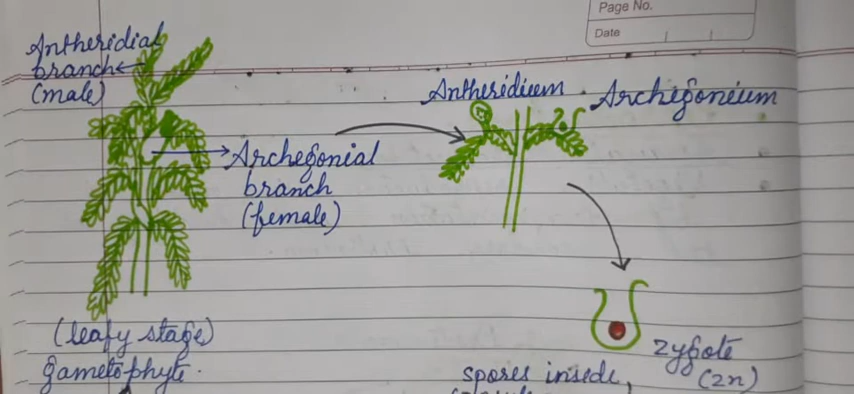 Page No.
Date
Antheridial
branch
(male)
Antheridium
Archegonium
Archegonial
branch
(female)
(leafy stage)
gametophyte.
zygote
(2n)
spores inside,